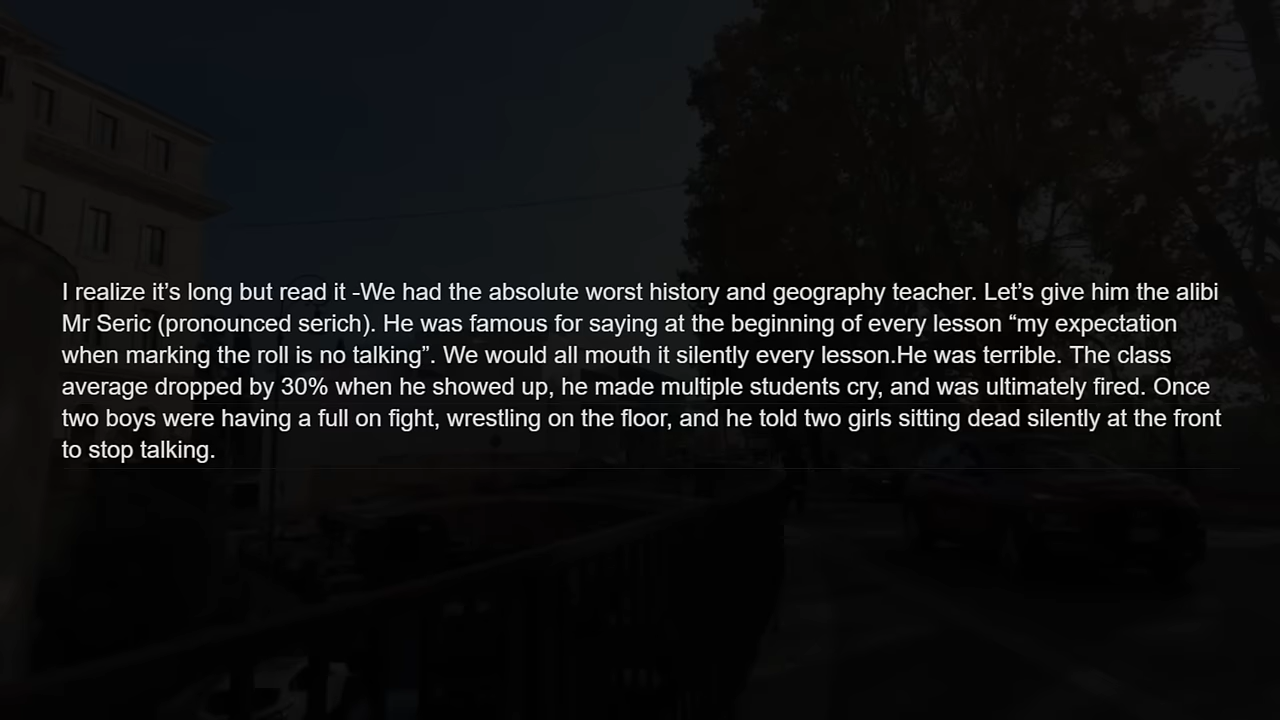 I realize it’s long but read it -We had the absolute worst history and geography teacher. Let’s give him the alibi
Mr Seric (pronounced serich). He was famous for saying at the beginning of every lesson “my expectation
when marking the roll is no talking”. We would all mouth it silently every lesson.He was terrible. The class
average dropped by 30% when he showed up, he made multiple students cry, and was ultimately fired. Once
two boys were having a full on fight, wrestling on the floor, and he told two girls sitting dead silently at the front
to stop talking.